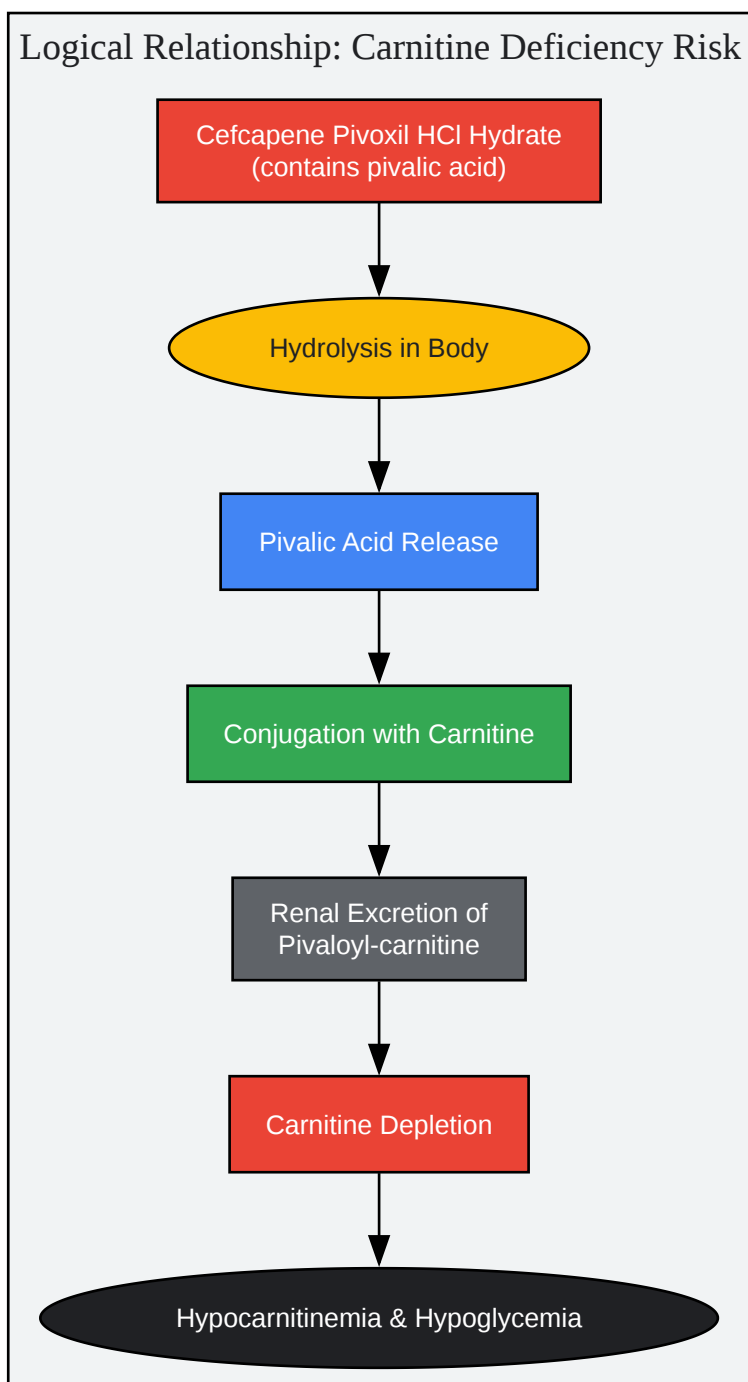 Logical Relationship: Carnitine Deficiency Risk
Cefcapene Pivoxil HCl Hydrate
(contains pivalic acid)
Hydrolysis in Body
Pivalic Acid Release
Conjugation with Carnitine
Renal Excretion of
Pivaloyl-carnitine
Carnitine Depletion
Hypocarnitinemia & Hypoglycemia